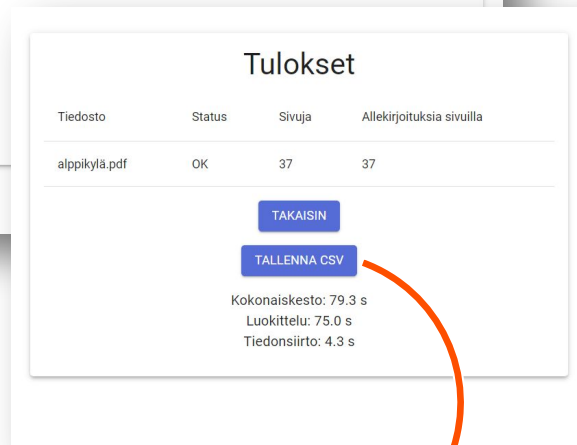 Tulokset
Tiedosto Status Sivuja Allekirjoituksia sivuilla
alppikylä.pdf OK 37 37
TAKAISIN
TALLENNA CSV
Kokonaiskesto: 79.3 s
Luokittelu: 75.0 s
Tiedonsiirto: 4.3 s